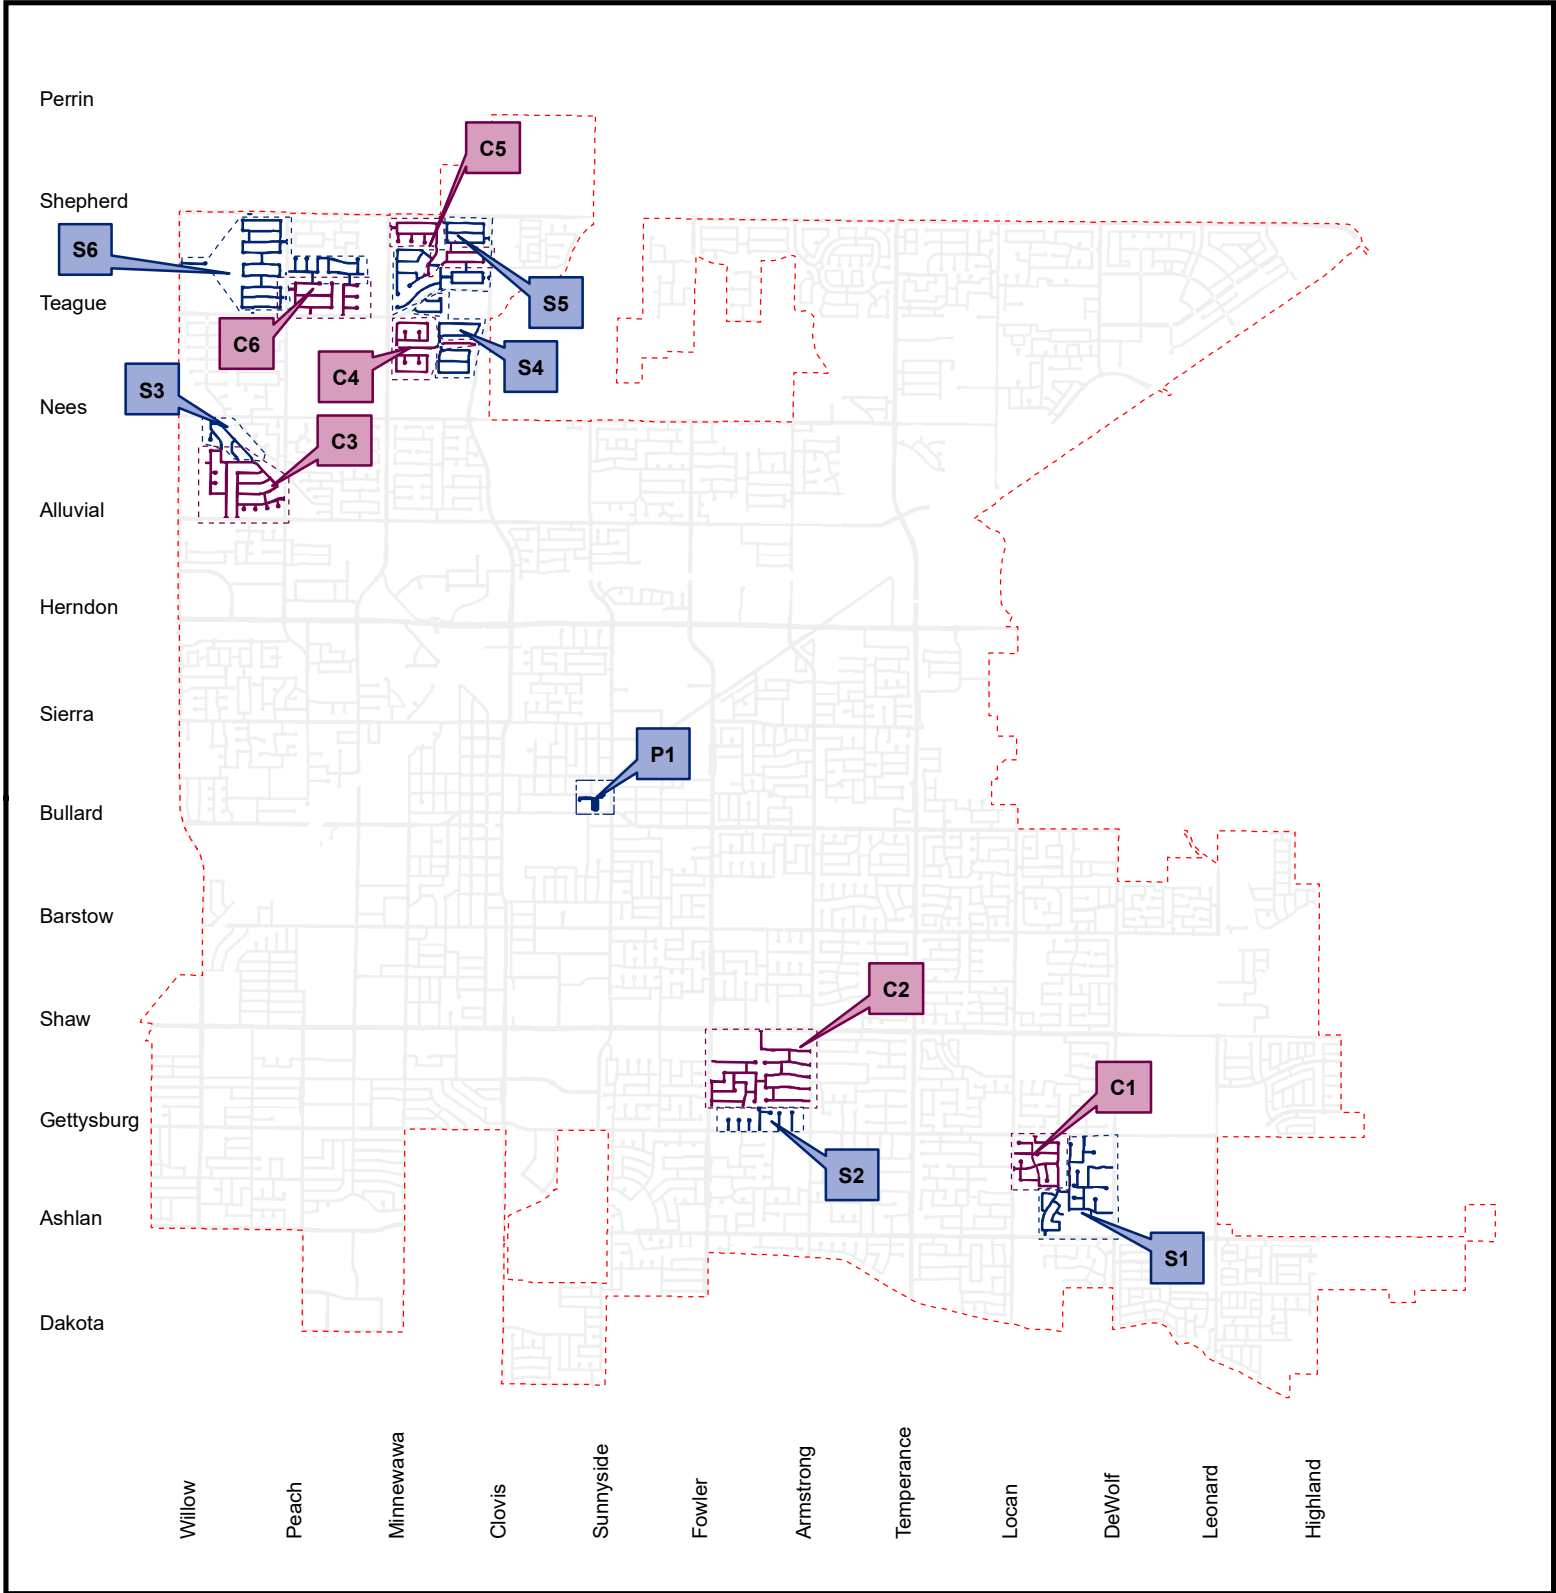 Perrin
C5
Shepherd
S6
Teague
S5
C6
C4
S4
S3
Nees
C3
Alluvial
Herndon
Sierra
P1
Bullard
Barstow
C2
Shaw
C1
Gettysburg
S2
Ashlan
S1
Dakota
Willow
Peach
Minnewawa
Clovis
Sunnyside
Fowler
Armstrong
Temperance
Locan
DeWolf
Leonard
Highland